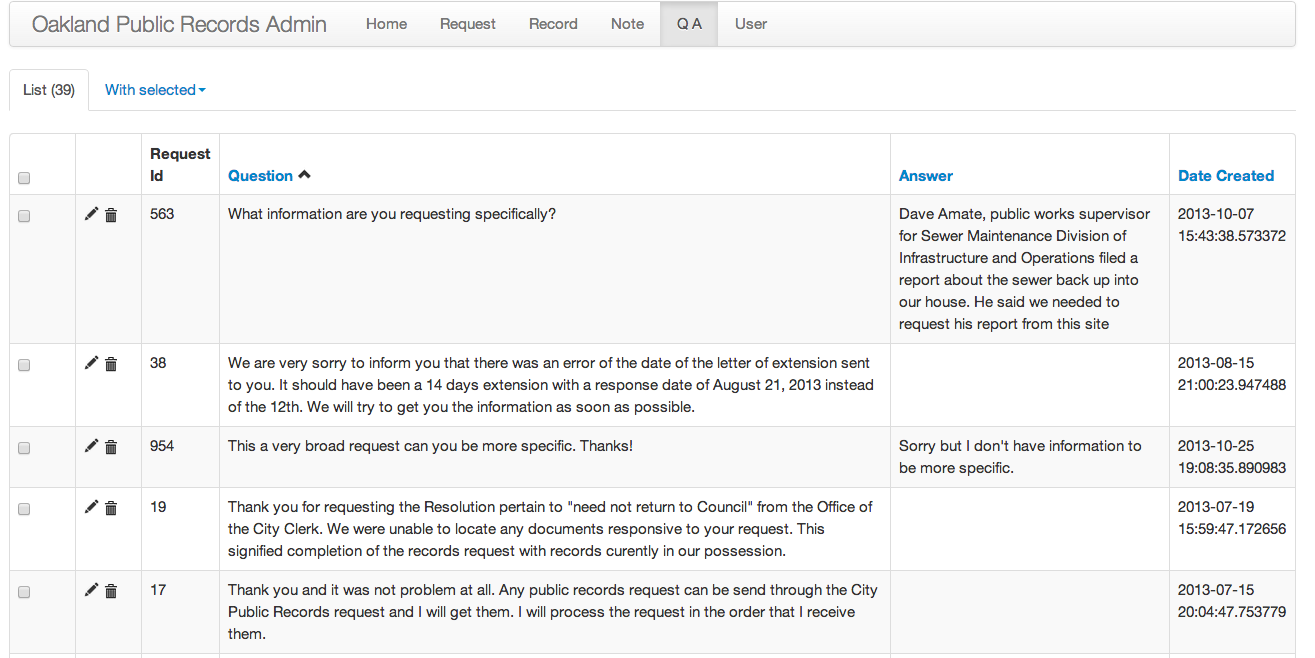 Oakland Public Records Admin Home Request Record Note Q A User
List (39) With selected
Request
Id
Question Answer Date Created
563
What information are you requesting specifically?
Dave Amate, public works supervisor
for Sewer Maintenance Division of
Infrastructure and Operations filed a
report about the sewer back up into
our house. He said we needed to
request his report from this site
2013-10-07
15:43:38.573372
38
We are very sorry to inform you that there was an error of the date of the letter of extension sent
to you. It should have been a 14 days extension with a response date of August 21, 2013 instead
of the 12th. We will try to get you the information as soon as possible.
2013-08-15
21:00:23.947488
954
This a very broad request can you be more specific. Thanks!
Sorry but I don't have information to
be more specific.
2013-10-25
19:08:35.890983
19
Thank you for requesting the Resolution pertain to "need not return to Council" from the Office of
the City Clerk. We were unable to locate any documents responsive to your request. This
signified completion of the records request with records curently in our possession.
2013-07-19
15:59:47.172656
17
Thank you and it was not problem at all. Any public records request can be send through the City
Public Records request and I will get them. I will process the request in the order that I receive
them.
2013-07-15
20:04:47.753779